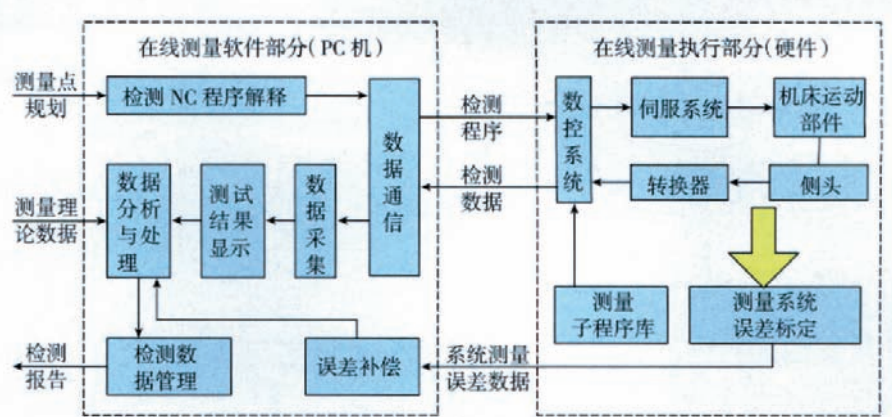 在线测量软件部分(PC机)
测量点
规划
检测NC程序解释
数据
分析
与处
理
测试
结果
显示
数
据
采
集
数
据
通
信
测量理
论数据
检测数
据管理
误差补偿
检测
报告
检测
程序
检测
数据
系统测量
误差数据
在线测量执行部分(硬件)
数
控
系
统
伺服系统
机床运动
部件
转换器
侧头
测量
子程序库
测量系统
误差标定